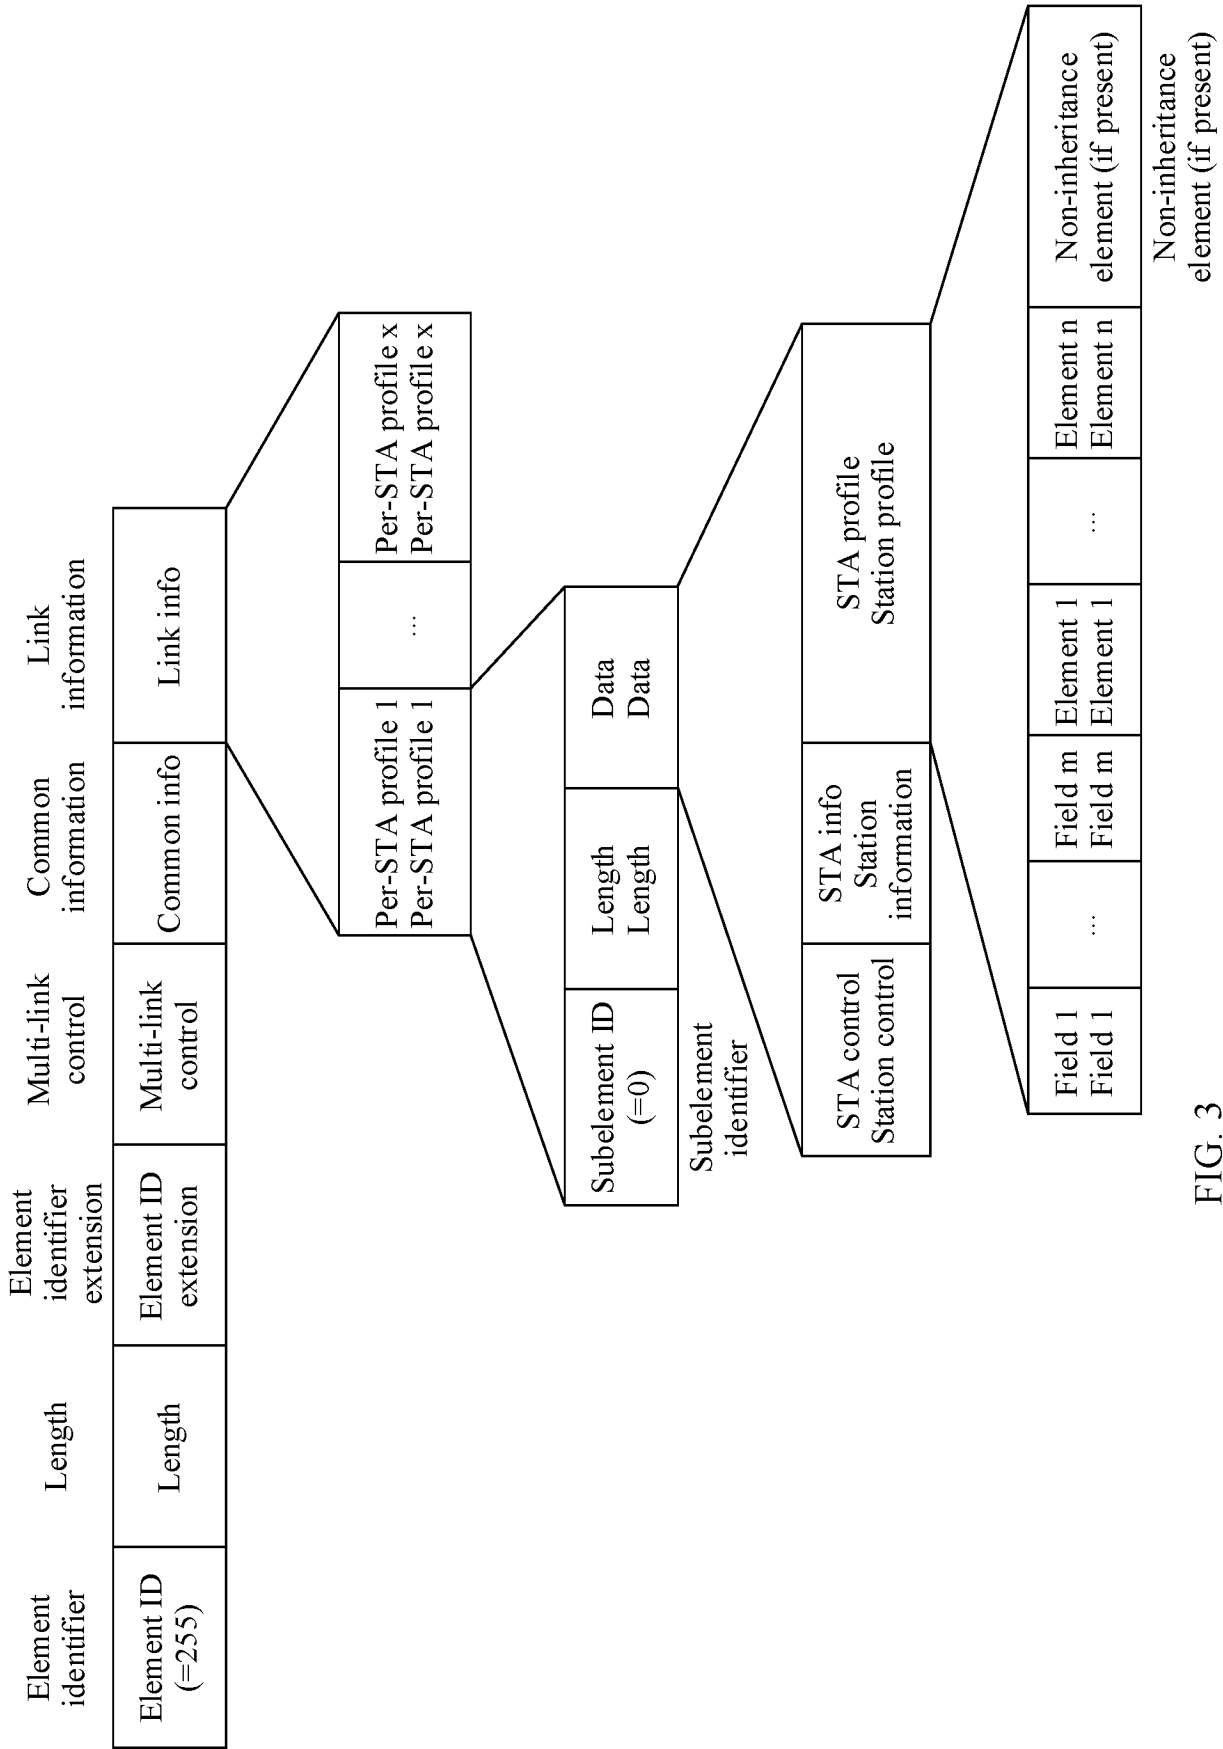 Element
identifier
Length
Element
identifier
extension
Multi-link
control
Common
information
Link
information
Element ID
(=255)
Length
Element ID
extension
Multi-link
control
Common info
Link info
Per-STA profile 1
Per-STA profile 1
...
Per-STA profile x
Per-STA profile x
Subelement ID
(=0)
Length
Length
Data
Data
Subelement
identifier
STA control
Station control
STA info
Station
information
STA profile
Station profile
Field 1
Field 1
...
Field m
Field m
Element 1
Element 1
...
Element n
Element n
Non-inheritance
element (if present)
Non-inheritance
element (if present)
FIG. 3